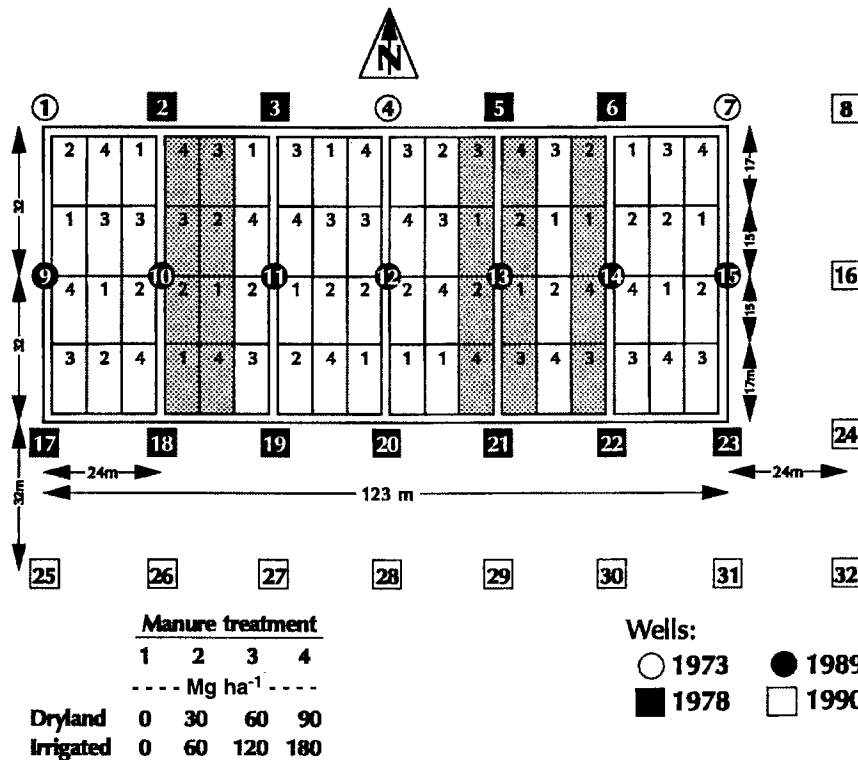 N
1 2 3 4 5 6 7 8
2 4 1 4 3 1 3 1 4 3 2 3 4 3 2 1 3 4 17
32 1 3 3 3 2 4 4 3 3 4 3 1 2 1 1 2 2 1 15
9 10 11 12 13 14 15 16
32 4 1 2 2 1 2 1 2 2 2 4 2 1 2 4 4 1 2 15
3 2 4 1 4 3 2 4 1 1 1 4 3 4 3 3 4 3 17m
17 18 19 20 21 22 23 24
24m 24m
32m 123 m
25 26 27 28 29 30 31 32
Manure treatment
1 2 3 4
- - - - Mg ha⁻¹ - - - -
Dryland 0 30 60 90
Irrigated 0 60 120 180
Wells:
1973 1989
1978 1990